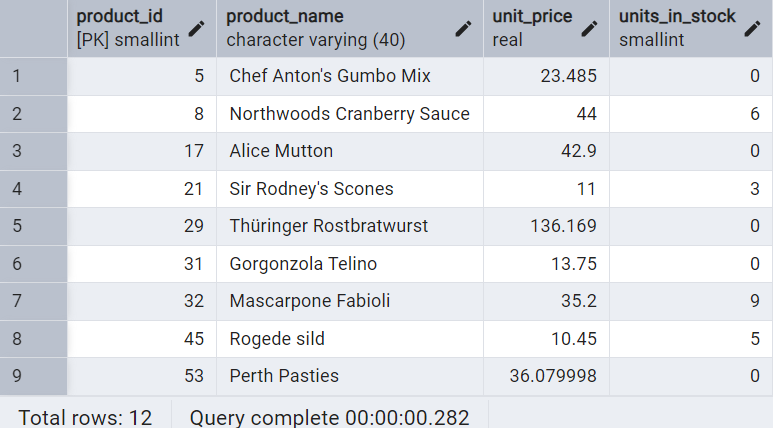 product_id product_name unit_price units_in_stock
[PK] smallint character varying (40) real smallint
1 5 Chef Anton's Gumbo Mix 23.485 0
2 8 Northwoods Cranberry Sauce 44 6
3 17 Alice Mutton 42.9 0
4 21 Sir Rodney's Scones 11 3
5 29 Thüringer Rostbratwurst 136.169 0
6 31 Gorgonzola Telino 13.75 0
7 32 Mascarpone Fabioli 35.2 9
8 45 Rogede sild 10.45 5
9 53 Perth Pasties 36.079998 0
Total rows: 12 Query complete 00:00:00.282